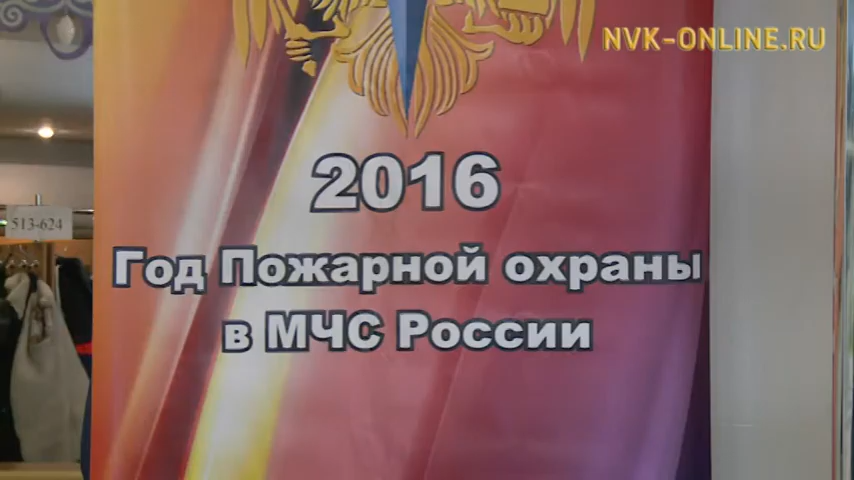 NVK-ONLINE.RU
2016
513-624
Год Пожарной охраны
в МЧС России